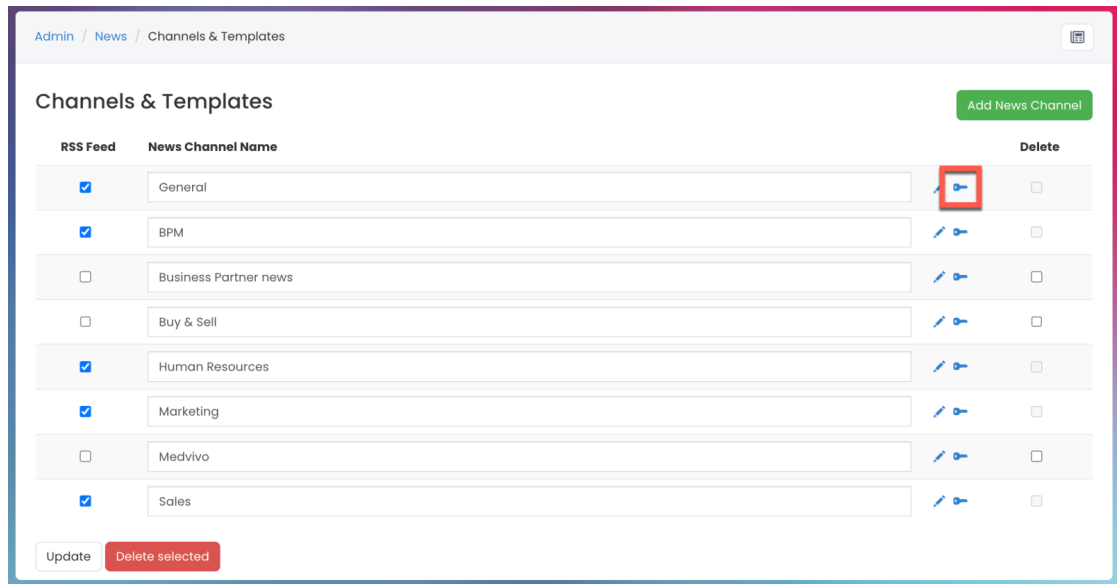 Admin / News / Channels & Templates
Channels & Templates
Add News Channel
RSS Feed News Channel Name Delete
General
BPM
Business Partner news
Buy & Sell
Human Resources
Marketing
Medvivo
Sales
Update Delete selected